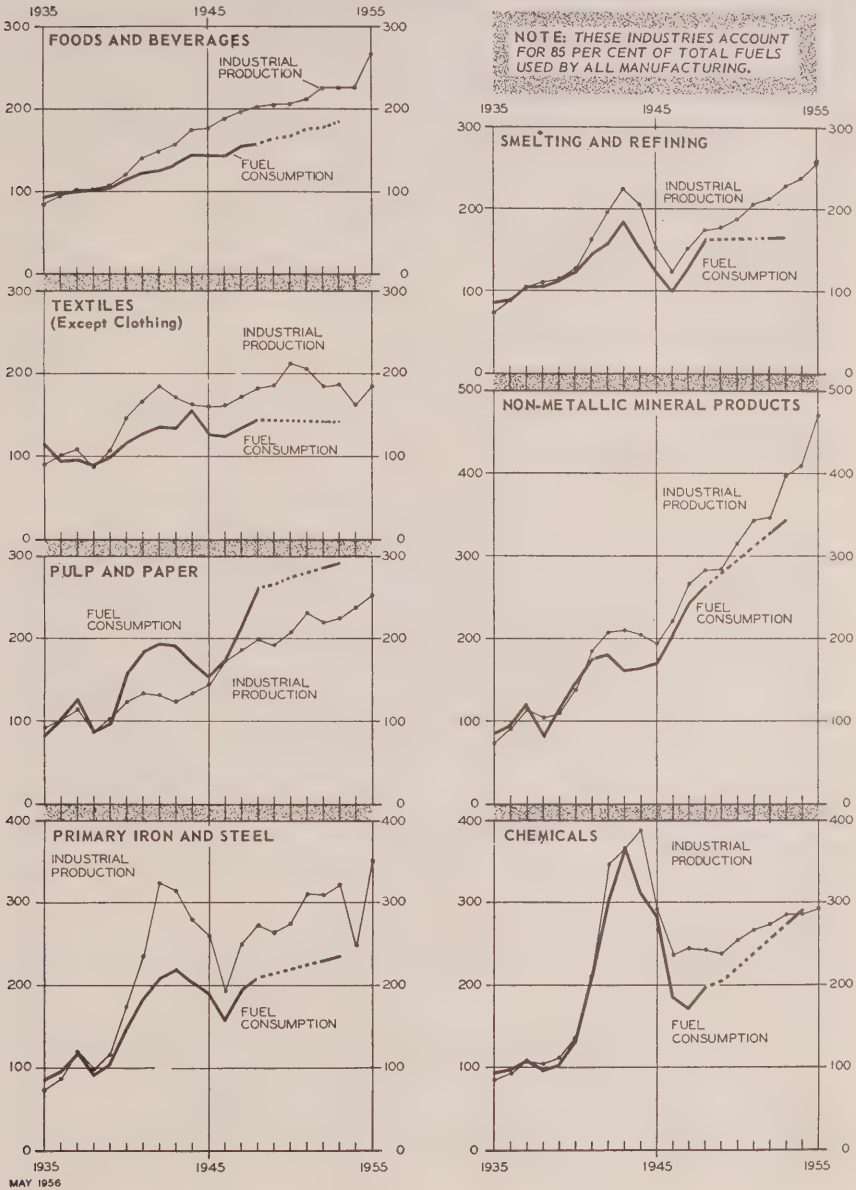 1935 1945 1955
300 300
FOODS AND BEVERAGES
INDUSTRIAL
PRODUCTION
200 200
FUEL
CONSUMPTION
100 100
0 0
300 300
TEXTILES
(Except Clothing)
INDUSTRIAL
PRODUCTION
200 200
FUEL
CONSUMPTION
100 100
0 0
300 300
PULP AND PAPER
FUEL
CONSUMPTION
200 200
INDUSTRIAL
PRODUCTION
100 100
0 0
400 400
PRIMARY IRON AND STEEL
INDUSTRIAL
PRODUCTION
300 300
200 200
FUEL
CONSUMPTION
100 100
0 0
1935 1945 1955
MAY 1956
NOTE: THESE INDUSTRIES ACCOUNT
FOR 85 PER CENT OF TOTAL FUELS
USED BY ALL MANUFACTURING.
1935 1945 1955
300 300
SMELTING AND REFINING
INDUSTRIAL
PRODUCTION
200 200
FUEL
CONSUMPTION
100 100
0 0
500 500
NON-METALLIC MINERAL PRODUCTS
400 400
INDUSTRIAL
PRODUCTION
300 300
FUEL
CONSUMPTION
200 200
100 100
0 0
400 400
CHEMICALS
INDUSTRIAL
PRODUCTION
300 300
200 200
FUEL
CONSUMPTION
100 100
0 0
1935 1945 1955